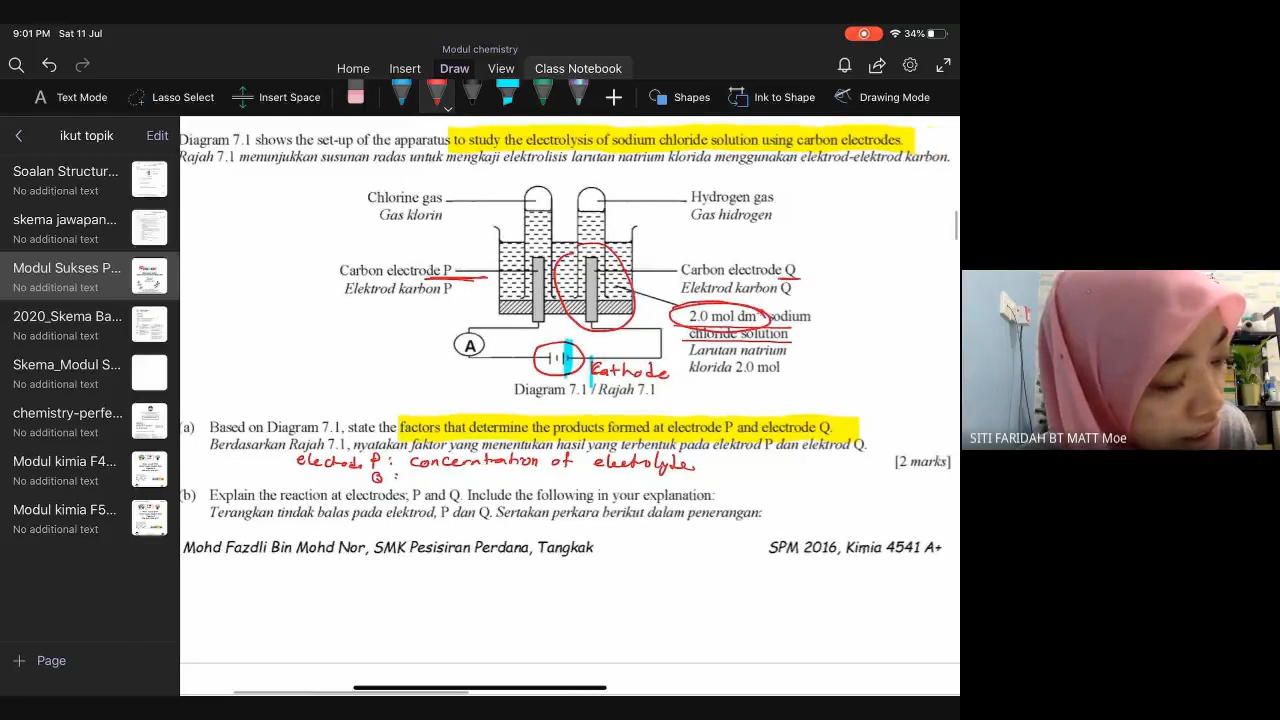 9:01 PM Sat 11 Jul
34%
Modul chemistry
Home Insert Draw View Class Notebook
Text Mode Lasso Select Insert Space Shapes Ink to Shape Drawing Mode
ikut topik Edit
Soalan Structur...
No additional text
skema jawapan...
No additional text
Modul Sukses P...
No additional text
2020_Skema Ba...
No additional text
Skema_Modul S...
No additional text
chemistry-perfe...
No additional text
Modul kima F4...
No additional text
Modul kimia F5...
No additional text
Page
Diagram 7.1 shows the set-up of the apparatus to study the electrolysis of sodium chloride solution using carbon electrodes.
Rajah 7.1 menunjukkan susunan radas untuk mengkaji elektrolisis larutan natrium klorida menggunakan elektrod-elektrod karbon.
Chlorine gas
Gas klorin
Hydrogen gas
Gas hidrogen
Carbon electrode P
Elektrod karbon P
Carbon electrode Q
Elektrod karbon Q
2.0 mol dm⁻³ sodium
chloride solution
Larutan natrium
klorida 2.0 mol
A
Cathode
Diagram 7.1 / Rajah 7.1
(a) Based on Diagram 7.1, state the factors that determine the products formed at electrode P and electrode Q.
Berdasarkan Rajah 7.1, nyatakan faktor yang menentukan hasil yang terbentuk pada elektrod P dan elektrod Q.
electrode P : concentration of electrolyte
[2 marks]
Q :
(b) Explain the reaction at electrodes; P and Q. Include the following in your explanation:
Terangkan tindak balas pada elektrod, P dan Q. Sertakan perkara berikut dalam penerangan:
Mohd Fazdli Bin Mohd Nor, SMK Pesisiran Perdana, Tangkak SPM 2016, Kimia 4541 A+
SITI FARIDAH BT MATT Moe